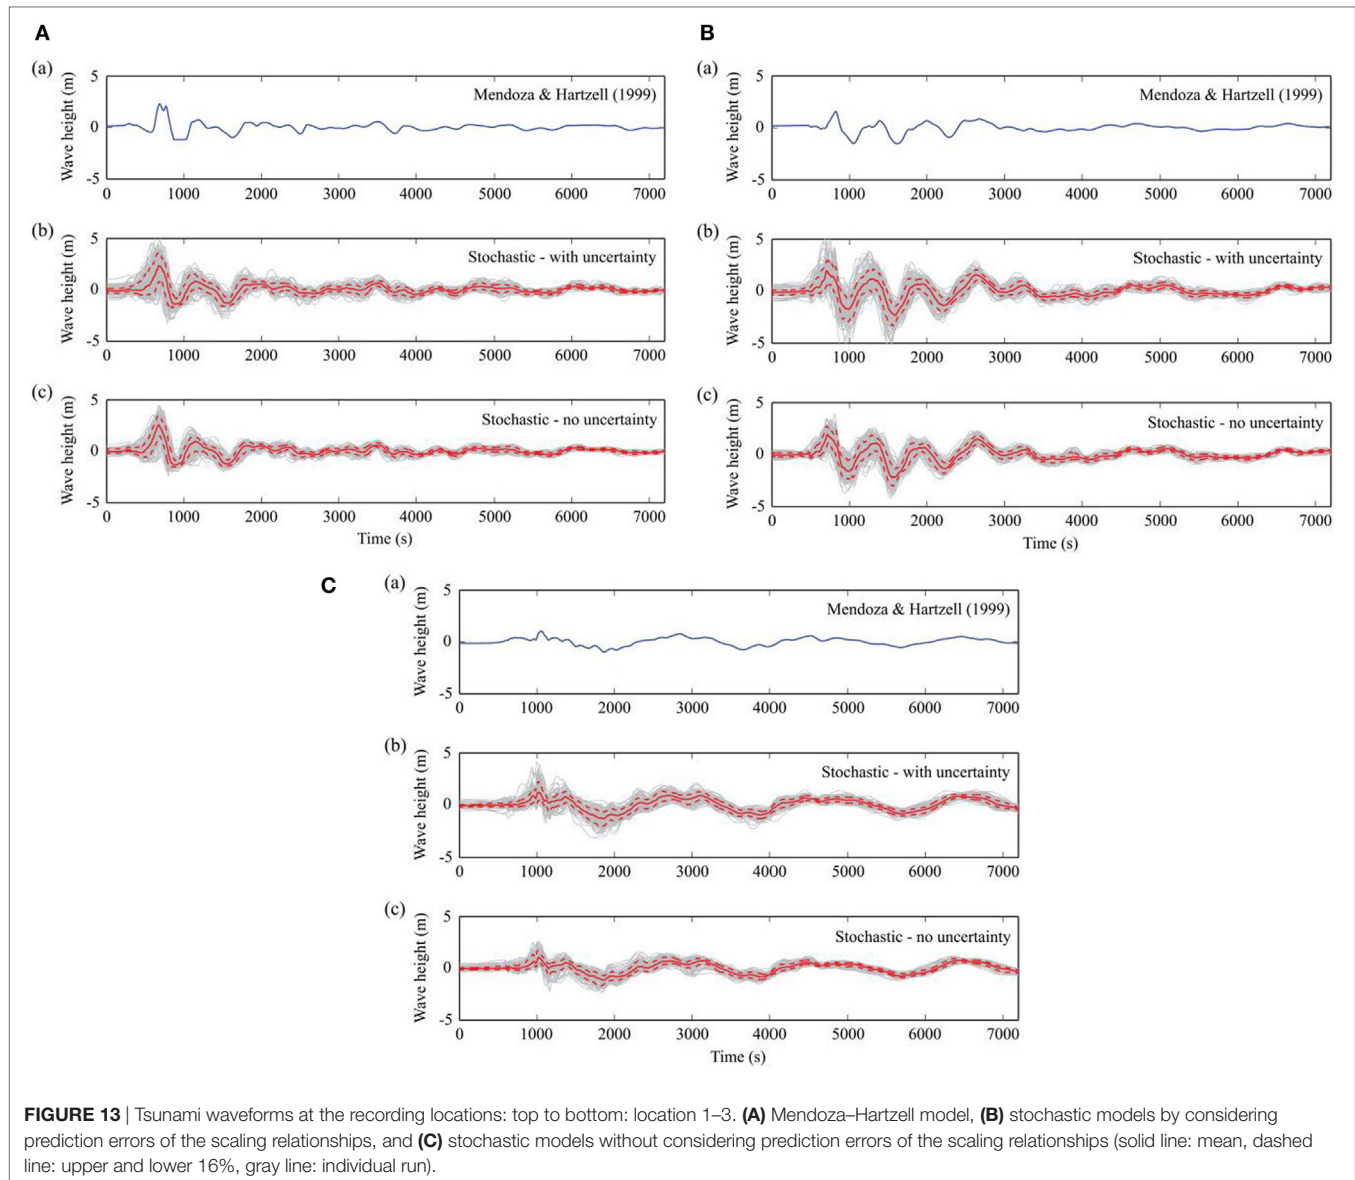 A
(a)
5
0
-5
Wave height (m)
Mendoza & Hartzell (1999)
0 1000 2000 3000 4000 5000 6000 7000
(b)
5
0
-5
Wave height (m)
Stochastic - with uncertainty
0 1000 2000 3000 4000 5000 6000 7000
(c)
5
0
-5
Wave height (m)
Stochastic - no uncertainty
0 1000 2000 3000 4000 5000 6000 7000
Time (s)
B
(a)
5
0
-5
Wave height (m)
Mendoza & Hartzell (1999)
0 1000 2000 3000 4000 5000 6000 7000
(b)
5
0
-5
Wave height (m)
Stochastic - with uncertainty
0 1000 2000 3000 4000 5000 6000 7000
(c)
5
0
-5
Wave height (m)
Stochastic - no uncertainty
0 1000 2000 3000 4000 5000 6000 7000
Time (s)
C
(a)
5
0
-5
Wave height (m)
Mendoza & Hartzell (1999)
0 1000 2000 3000 4000 5000 6000 7000
(b)
5
0
-5
Wave height (m)
Stochastic - with uncertainty
0 1000 2000 3000 4000 5000 6000 7000
(c)
5
0
-5
Wave height (m)
Stochastic - no uncertainty
0 1000 2000 3000 4000 5000 6000 7000
Time (s)
FIGURE 13 | Tsunami waveforms at the recording locations: top to bottom: location 1–3. (A) Mendoza–Hartzell model, (B) stochastic models by considering
prediction errors of the scaling relationships, and (C) stochastic models without considering prediction errors of the scaling relationships (solid line: mean, dashed
line: upper and lower 16%, gray line: individual run).